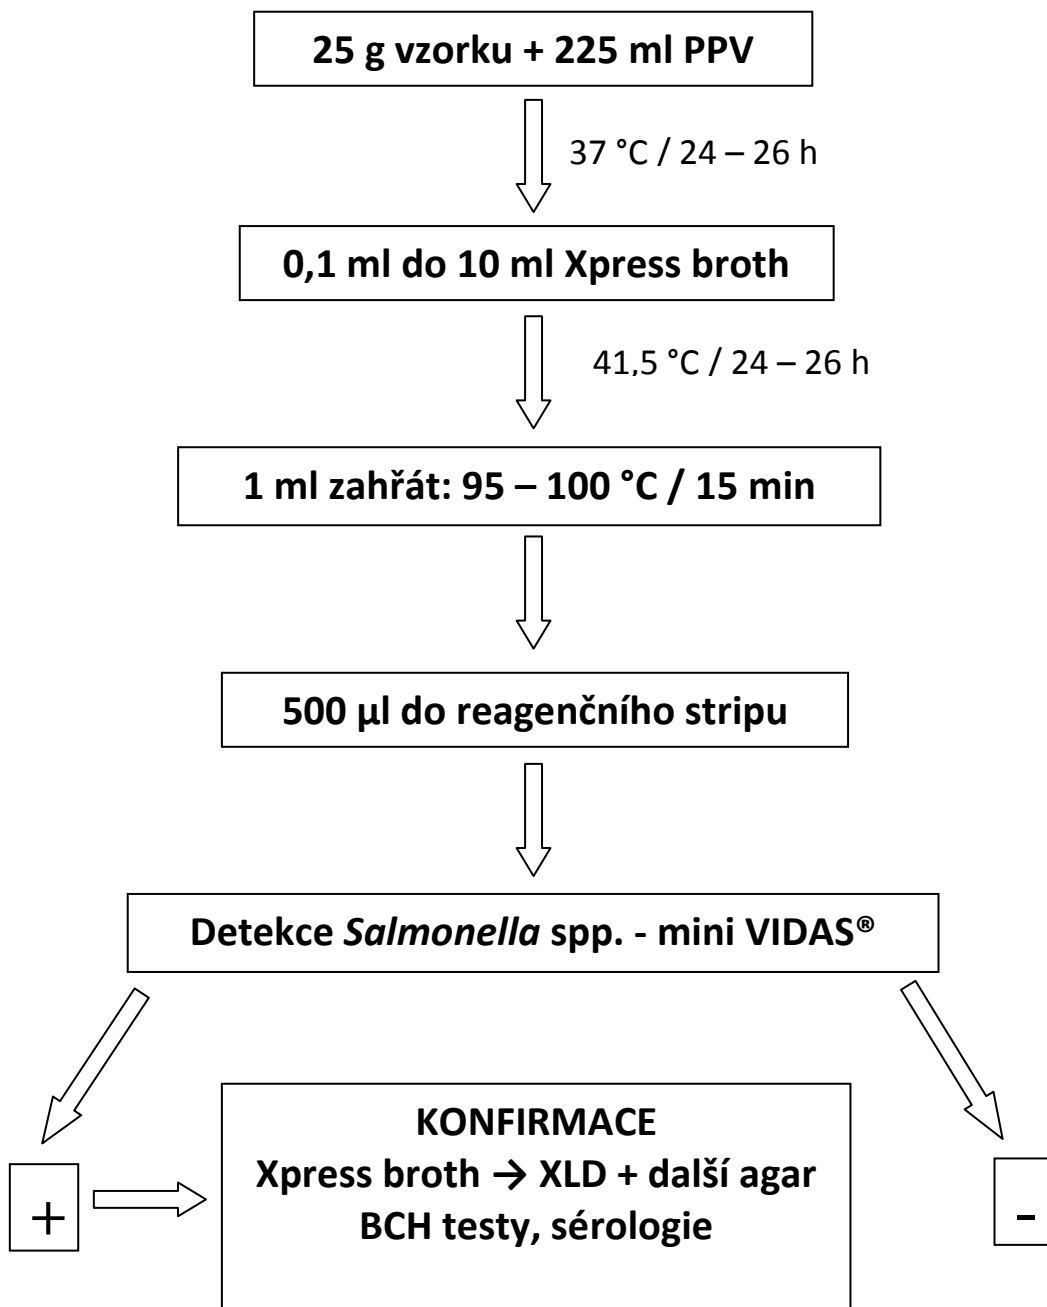 25 g vzorku + 225 ml PPV
37 °C / 24 – 26 h
0,1 ml do 10 ml Xpress broth
41,5 °C / 24 – 26 h
1 ml zahřát: 95 – 100 °C / 15 min
500 µl do reagenčního stripu
Detekce Salmonella spp. - mini VIDAS®
KONFIRMACE
Xpress broth → XLD + další agar
BCH testy, sérologie
+
-